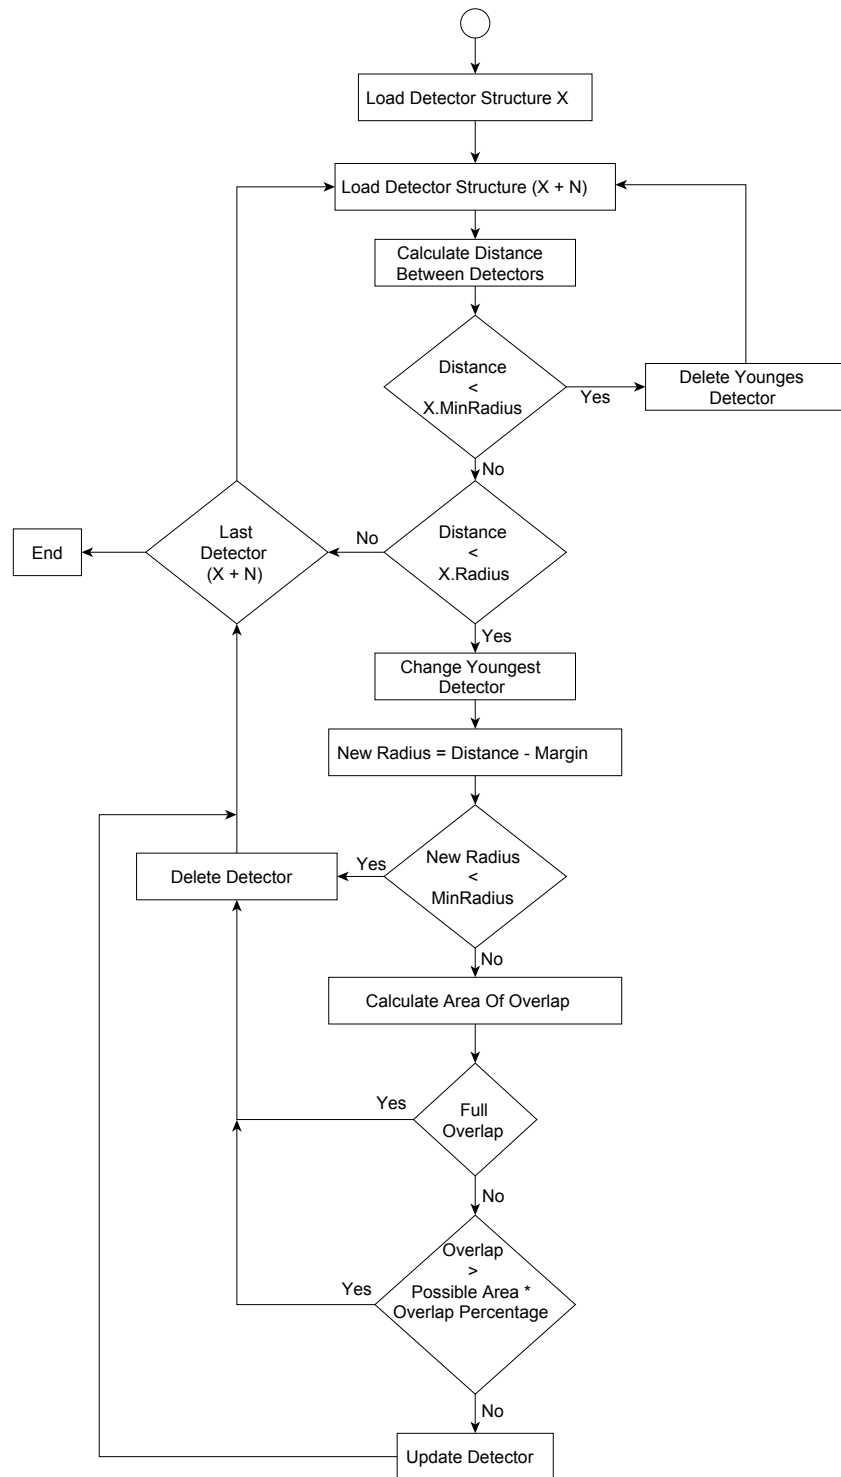 Load Detector Structure X
Load Detector Structure (X + N)
Calculate Distance
Between Detectors
Distance
<
X.MinRadius
Yes
Delete Younges
Detector
No
Distance
<
X.Radius
No
Last
Detector
(X + N)
End
Yes
Change Youngest
Detector
New Radius = Distance - Margin
New Radius
<
MinRadius
Yes
Delete Detector
No
Calculate Area Of Overlap
Full
Overlap
Yes
No
Overlap
>
Possible Area *
Overlap Percentage
Yes
No
Update Detector